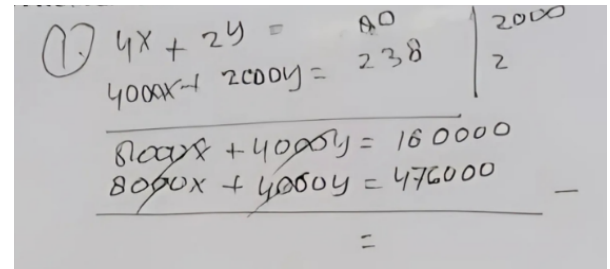 1. 4x + 2y = 80 | 2000
4000x + 2000y = 238 | 2
8000x + 4000y = 160000
8000x + 4000y = 476000 -
=